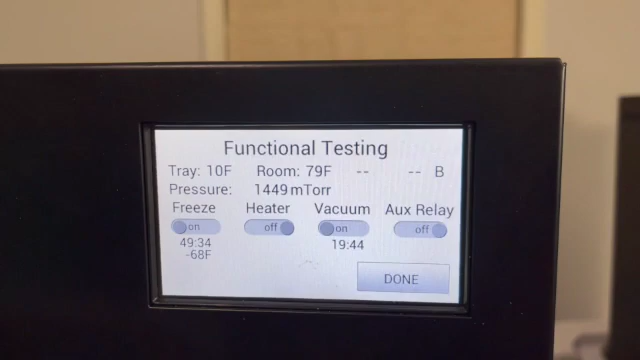 Functional Testing
Tray: 10F Room: 79F -- -- B
Pressure: 1449 mTorr
Freeze Heater Vacuum Aux Relay
on off on off
49:34 19:44
-68F
DONE